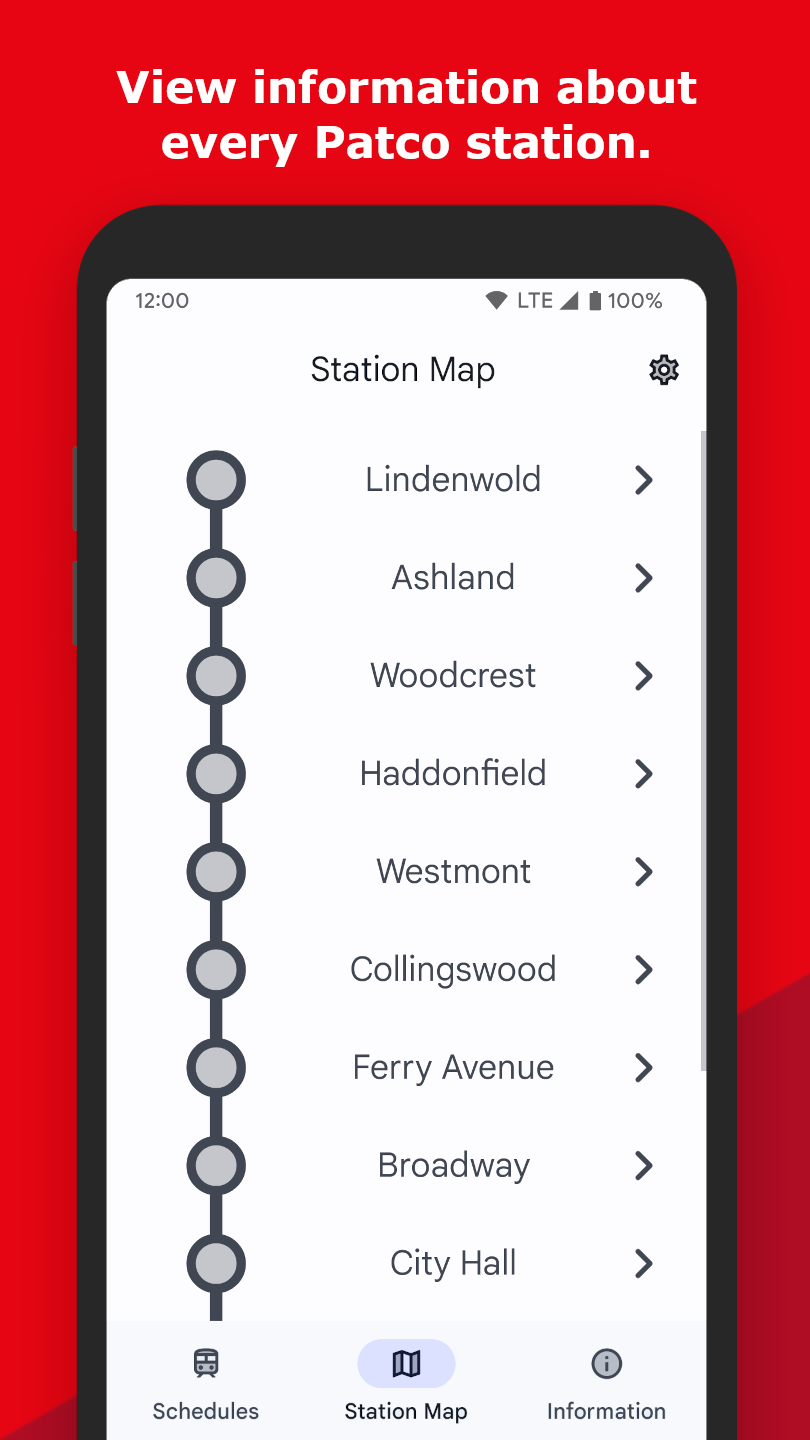 View information about
every Patco station.
12:00 LTE 100%
Station Map
Lindenwold
Ashland
Woodcrest
Haddonfield
Westmont
Collingswood
Ferry Avenue
Broadway
City Hall
Schedules Station Map Information